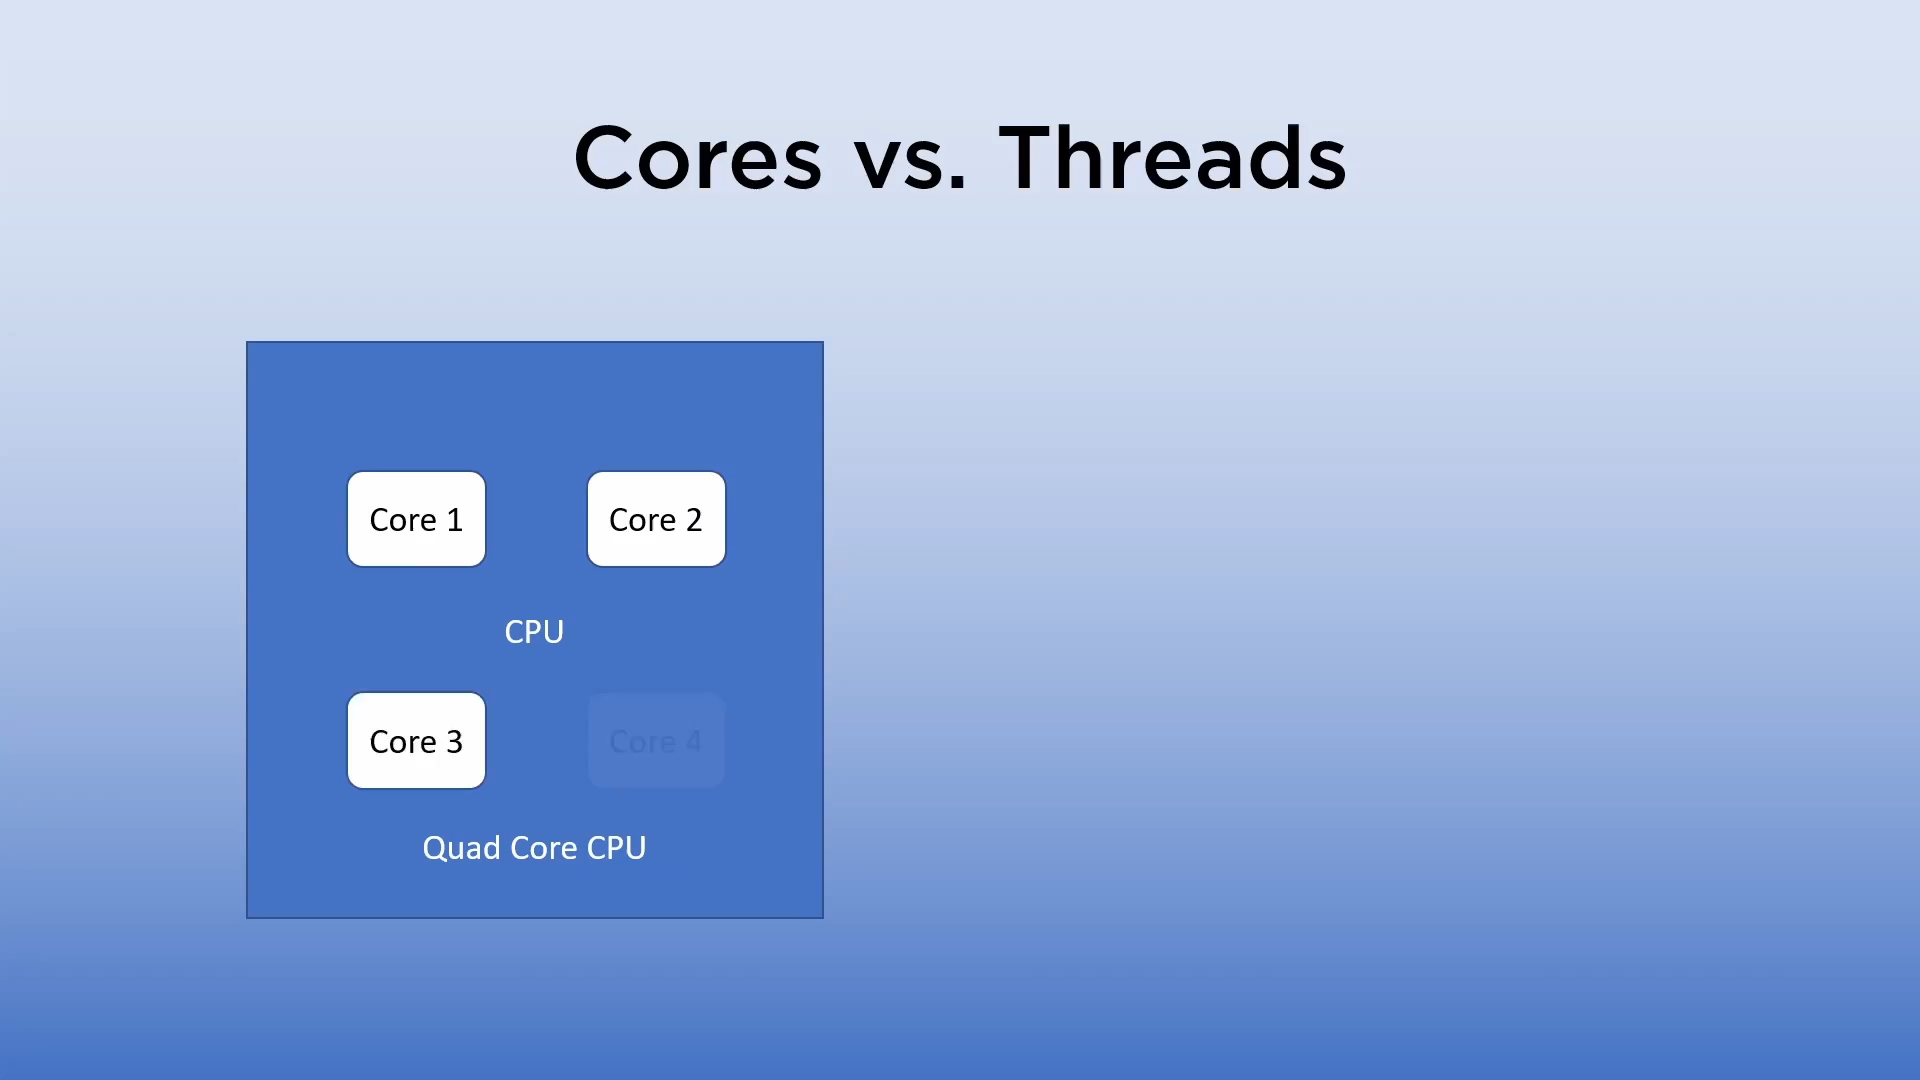 Cores vs. Threads
Core 1
Core 2
CPU
Core 3
Core 4
Quad Core CPU